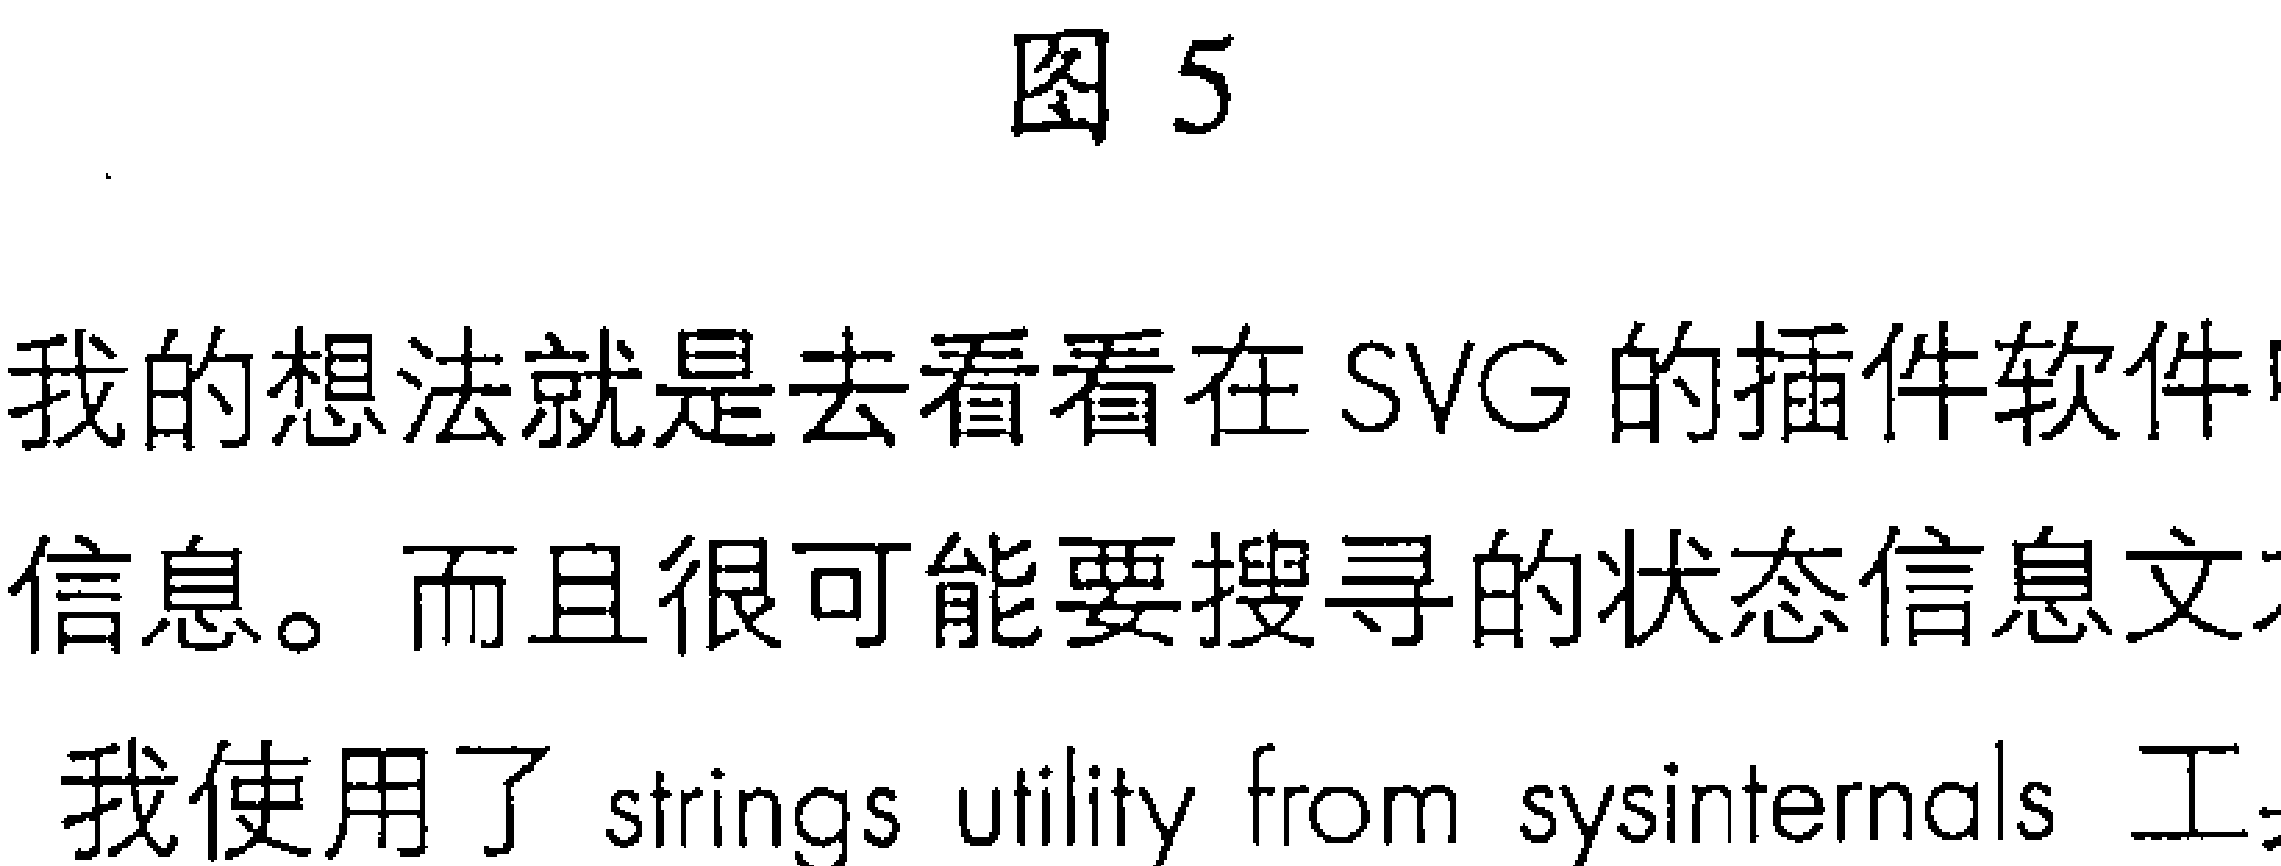 图 5
我的想法就是去看看在 SVG 的插件软件
信息。而且很可能要搜寻的状态信息文
我使用了 strings utility from sysinternals 工